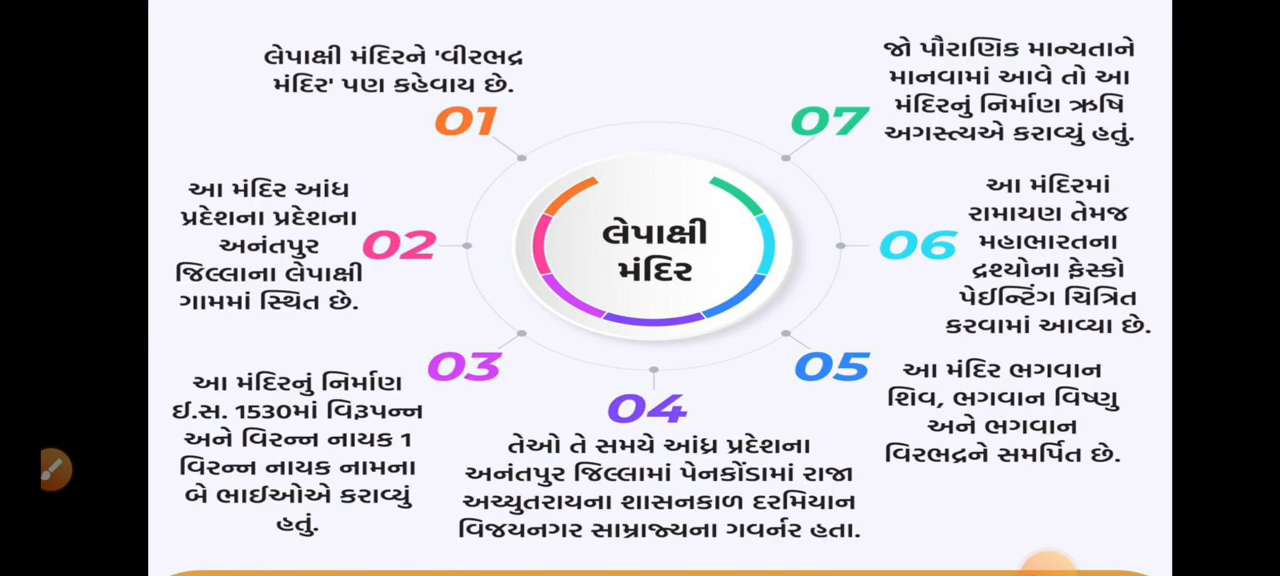 લેપાક્ષી મંદિરને 'વીરભદ્ર
મંદિર' પણ કહેવાય છે.
01
આ મંદિર આંધ
પ્રદેશના પ્રદેશના
અનંતપુર
જિલ્લાના લેપાક્ષી
ગામમાં સ્થિત છે.
02
આ મંદિરનું નિર્માણ
ઈ.સ. 1530માં વિરૂપન્ન
અને વિરન્ન નાયક 1
વિરન્ન નાયક નામના
બે ભાઈઓએ કરાવ્યું
હતું.
03
લેપાક્ષી
મંદિર
04
તેઓ તે સમયે આંધ્ર પ્રદેશના
અનંતપુર જિલ્લામાં પેનકોંડામાં રાજા
અચ્યુતરાયના શાસનકાળ દરમિયાન
વિજયનગર સામ્રાજ્યના ગવર્નર હતા.
05
આ મંદિર ભગવાન
શિવ, ભગવાન વિષ્ણુ
અને ભગવાન
વિરભદ્રને સમર્પિત છે.
06
આ મંદિરમાં
રામાયણ તેમજ
મહાભારતના
દ્રશ્યોના ફ્રેસ્કો
પેઇન્ટિંગ ચિત્રિત
કરવામાં આવ્યા છે.
07
જો પૌરાણિક માન્યતાને
માનવામાં આવે તો આ
મંદિરનું નિર્માણ ઋષિ
અગસ્ત્યએ કરાવ્યું હતું.